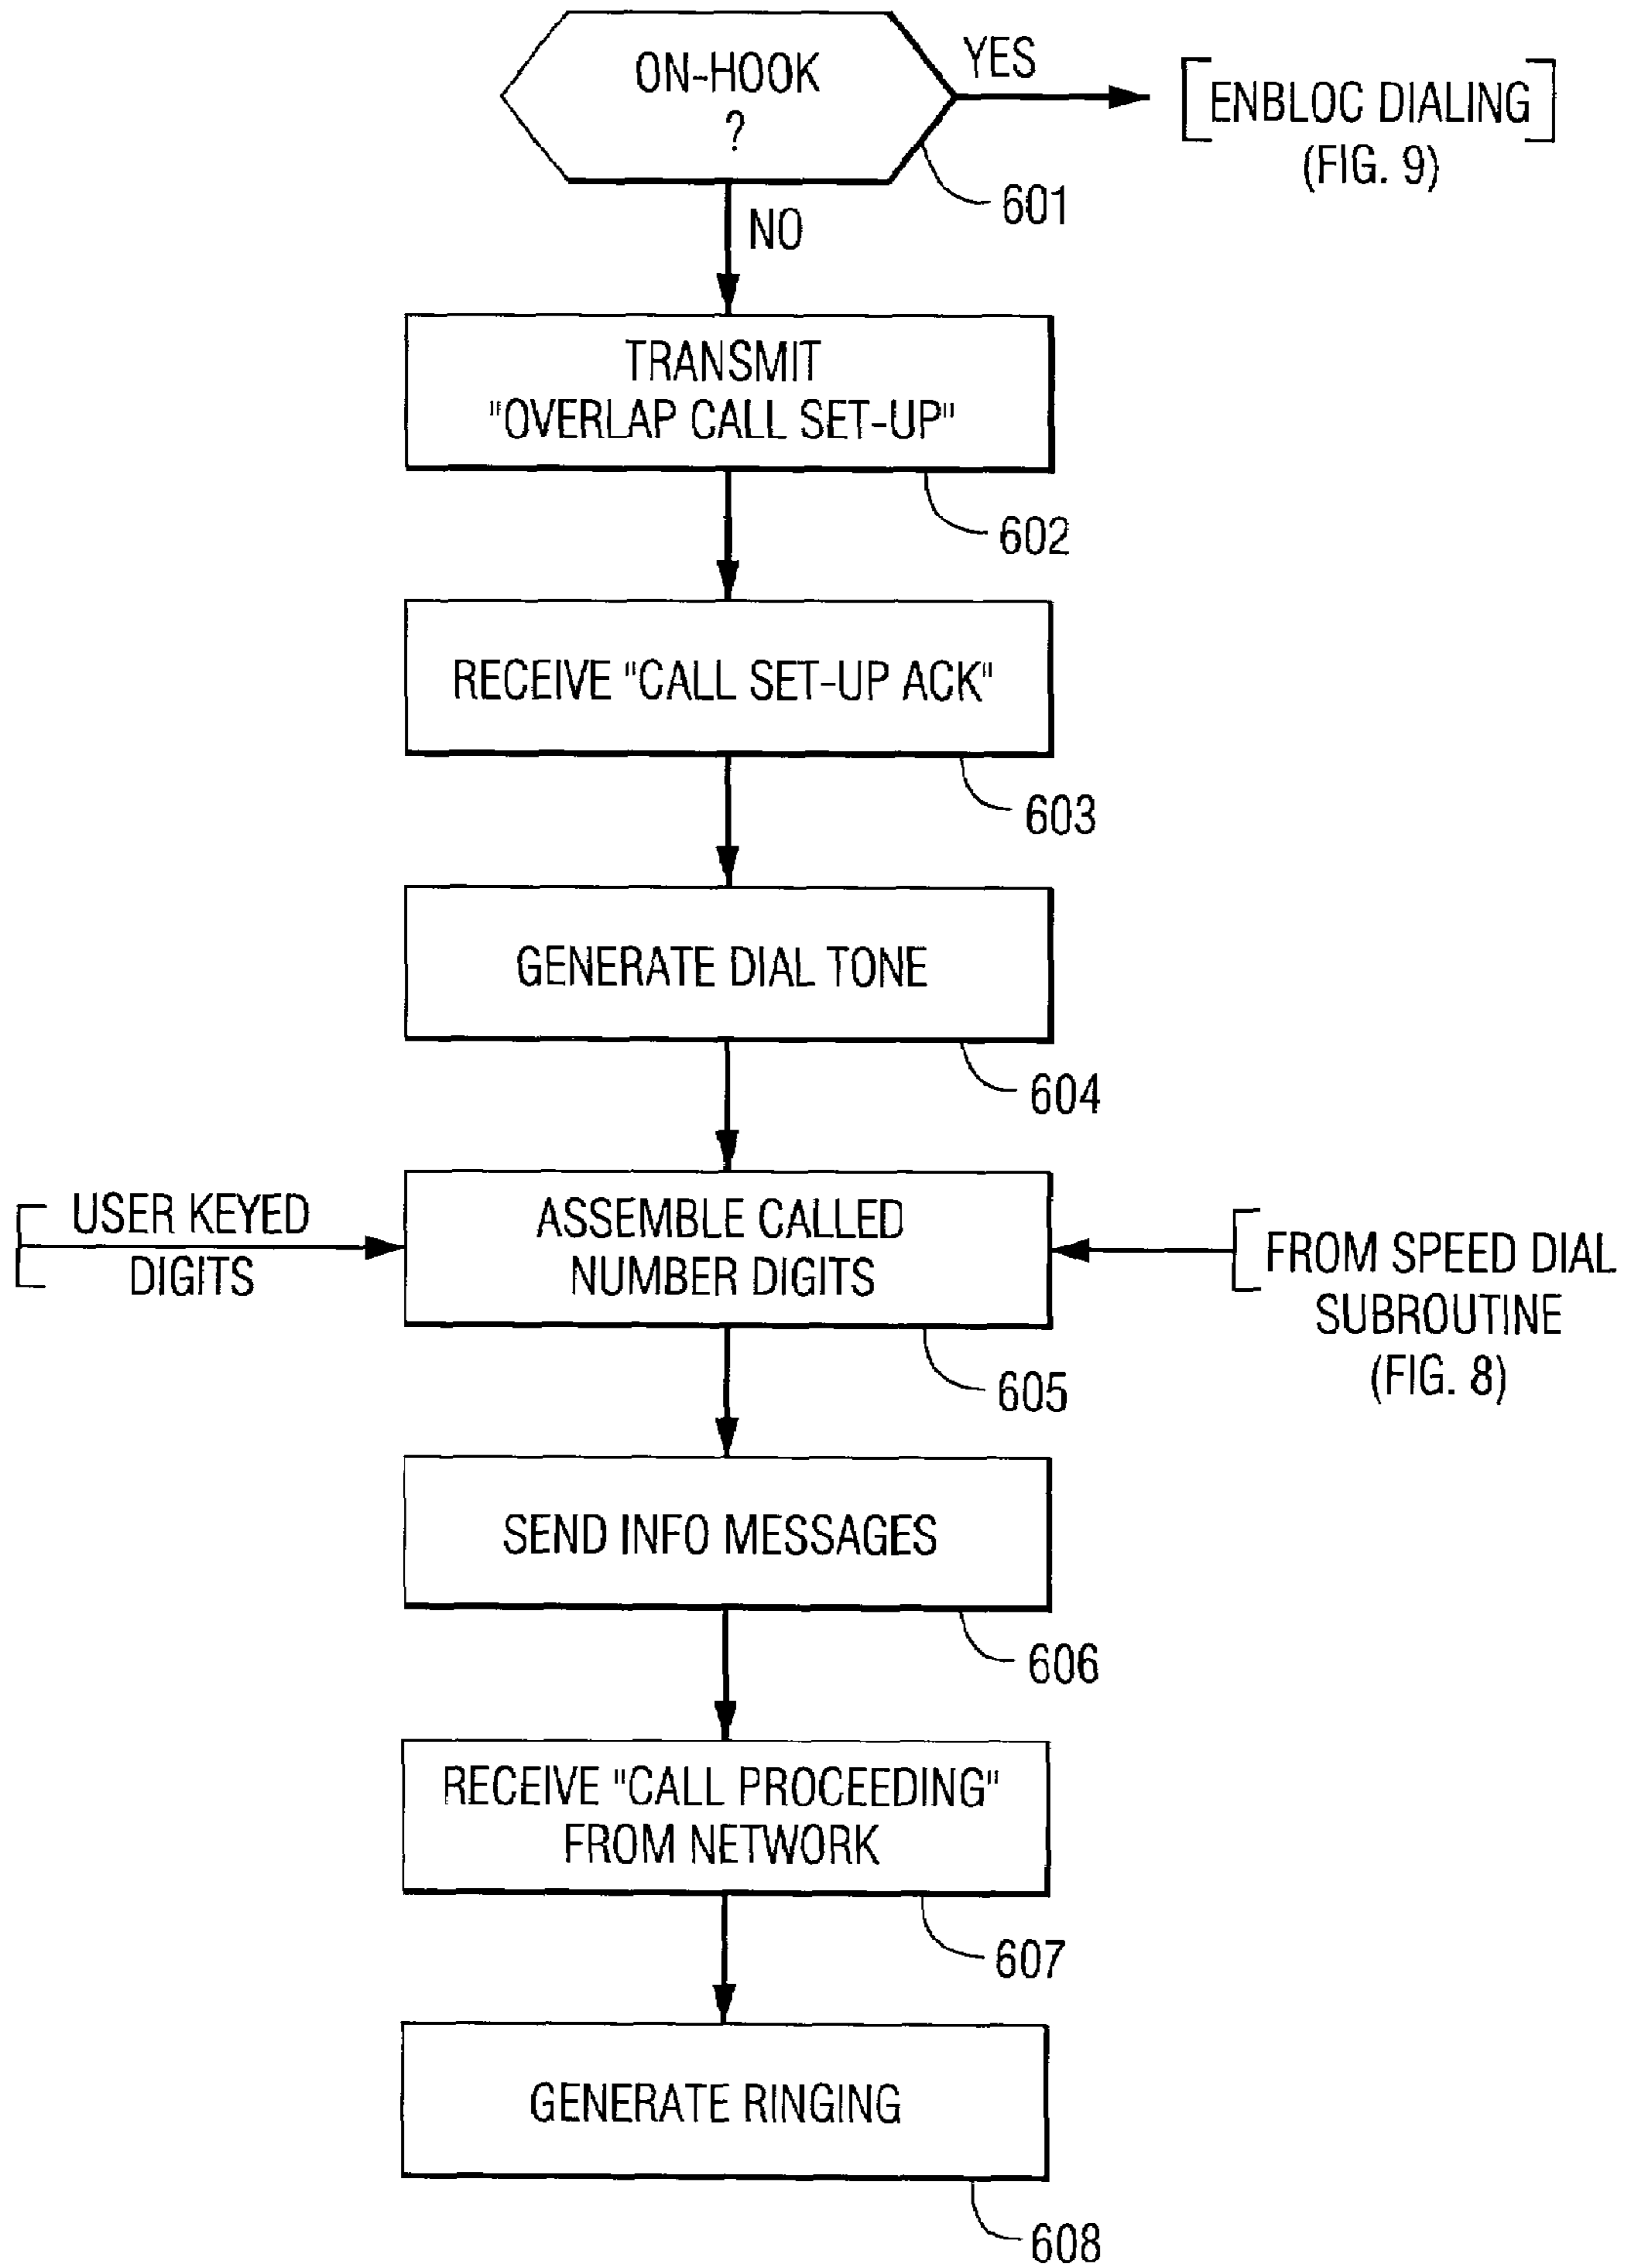 ON-HOOK
?
YES
[ENBLOC DIALING]
(FIG. 9)
601
NO
TRANSMIT
"OVERLAP CALL SET-UP"
602
RECEIVE "CALL SET-UP ACK"
603
GENERATE DIAL TONE
604
USER KEYED
DIGITS
ASSEMBLE CALLED
NUMBER DIGITS
FROM SPEED DIAL
SUBROUTINE
(FIG. 8)
605
SEND INFO MESSAGES
606
RECEIVE "CALL PROCEEDING"
FROM NETWORK
607
GENERATE RINGING
608